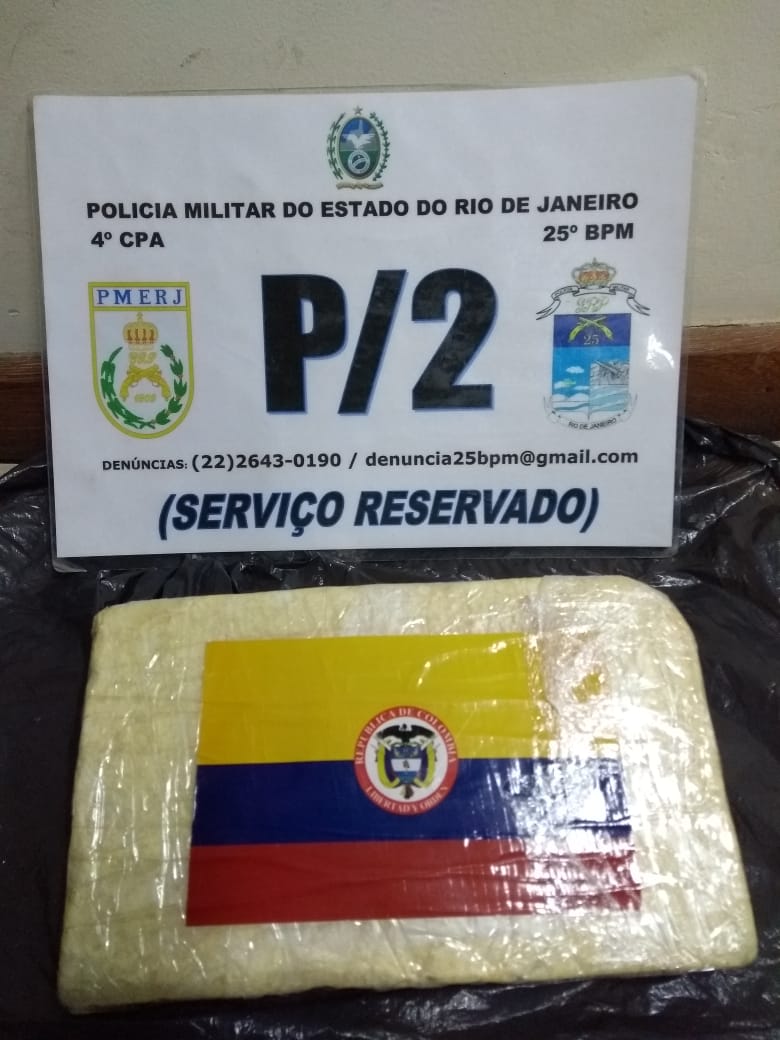 POLICIA MILITAR DO ESTADO DO RIO DE JANEIRO
4º CPA 25º BPM
PMERJ
P/2
1809
25
RIO DE JANEIRO
DENÚNCIAS: (22)2643-0190 / denuncia25bpm@gmail.com
(SERVIÇO RESERVADO)
REPUBLICA DE COLOMBIA
LIBERTAD Y ORDEN